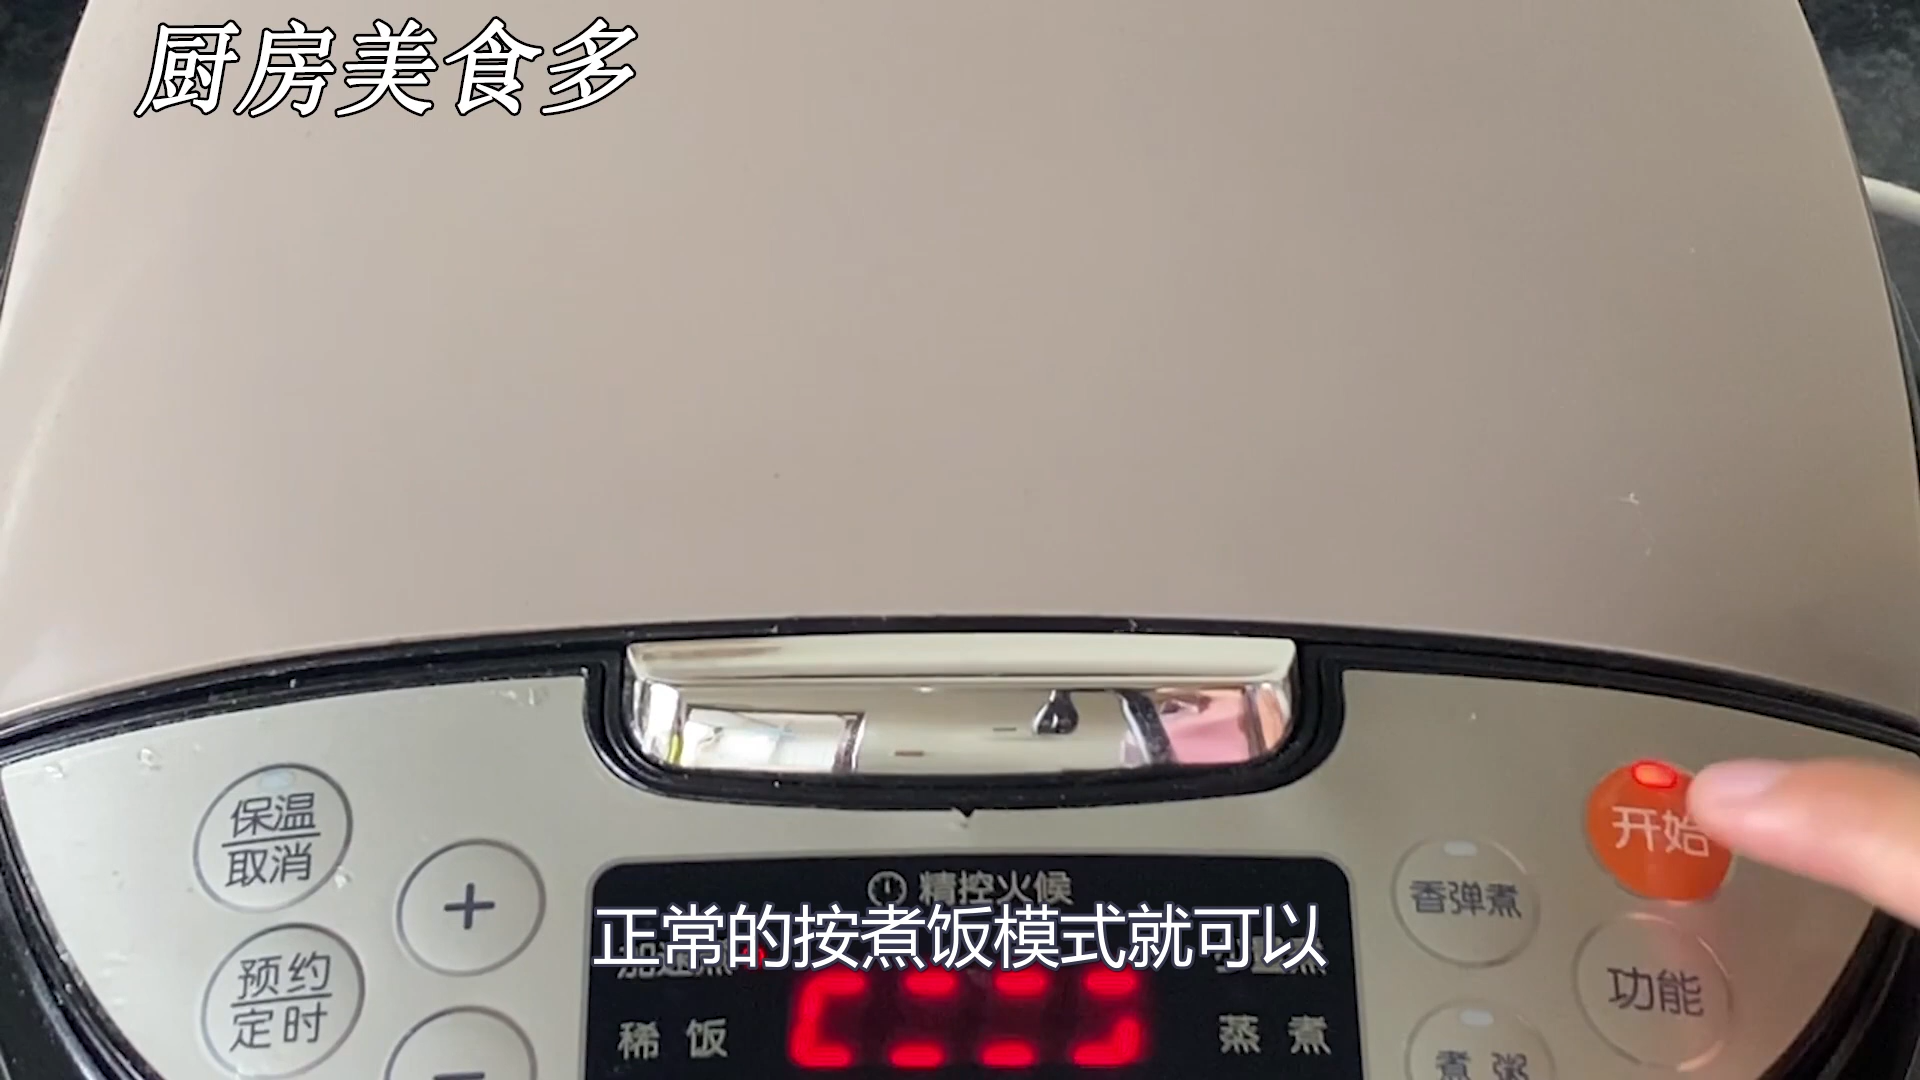 厨房美食多
保温
取消
开始
精控火候
香弹煮
正常的按煮饭模式就可以
预约
定时
功能
稀饭
蒸煮
煮粥